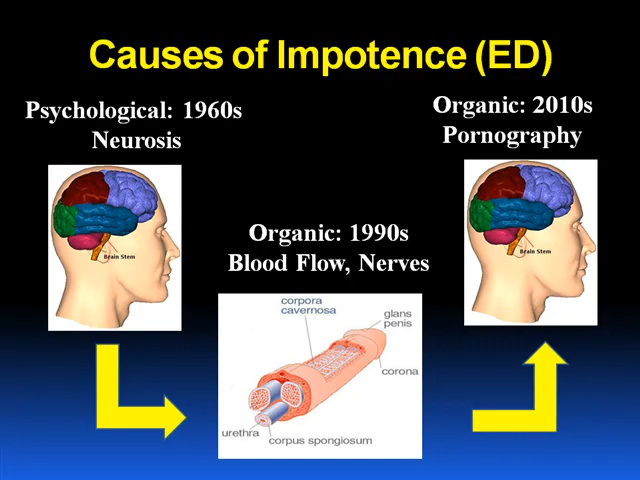 Causes of Impotence (ED)
Psychological: 1960s
Neurosis
Brain Stem
Organic: 1990s
Blood Flow, Nerves
corpora
cavernosa
glans
penis
corona
urethra
corpus spongiosum
Organic: 2010s
Pornography
Brain Stem